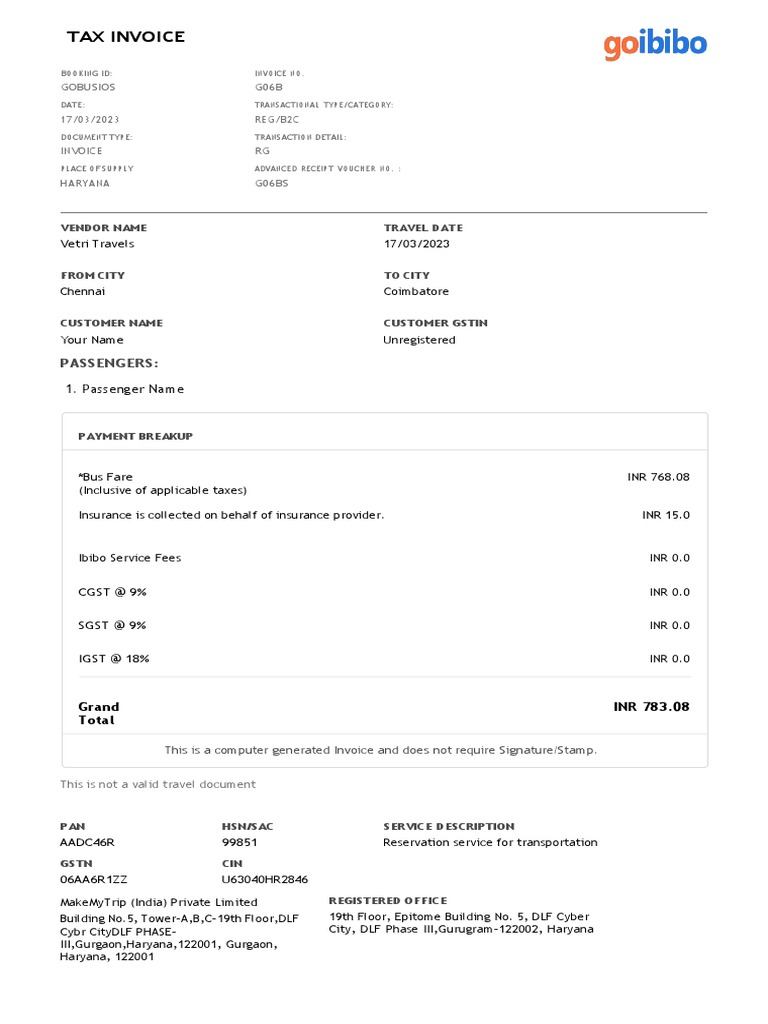 TAX INVOICE
goibibo
BOOKING ID:
INVOICE NO.
GOBUSIOS
G06B
DATE:
TRANSACTIONAL TYPE/CATEGORY:
17/03/2023
REG/B2C
DOCUMENT TYPE:
TRANSACTION DETAIL:
INVOICE
RG
PLACE OF SUPPLY
ADVANCED RECEIPT VOUCHER NO. :
HARYANA
G06BS
VENDOR NAME
TRAVEL DATE
Vetri Travels
17/03/2023
FROM CITY
TO CITY
Chennai
Coimbatore
CUSTOMER NAME
CUSTOMER GSTIN
Your Name
Unregistered
PASSENGERS:
1. Passenger Name
PAYMENT BREAKUP
*Bus Fare
INR 768.08
(Inclusive of applicable taxes)
Insurance is collected on behalf of insurance provider.
INR 15.0
Ibibo Service Fees
INR 0.0
CGST @ 9%
INR 0.0
SGST @ 9%
INR 0.0
IGST @ 18%
INR 0.0
Grand
Total
INR 783.08
This is a computer generated Invoice and does not require Signature/Stamp.
This is not a valid travel document
PAN
HSN/SAC
SERVICE DESCRIPTION
AADC46R
99851
Reservation service for transportation
GSTN
CIN
06AA6R1ZZ
U63040HR2846
MakeMyTrip (India) Private Limited
Building No.5, Tower-A,B,C-19th Floor,DLF
Cybr CityDLF PHASE-
III,Gurgaon,Haryana,122001, Gurgaon,
Haryana, 122001
REGISTERED OFFICE
19th Floor, Epitome Building No. 5, DLF Cyber
City, DLF Phase III,Gurugram-122002, Haryana